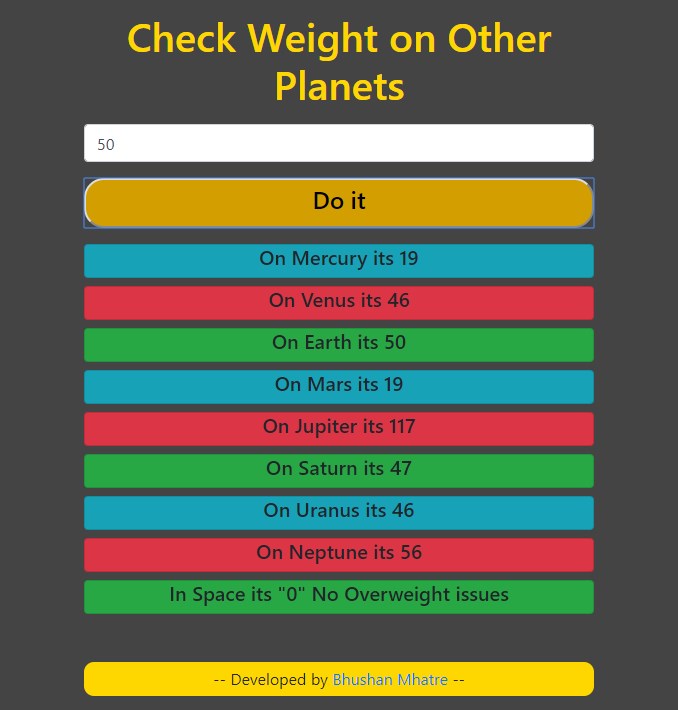 Check Weight on Other
Planets
50
Do it
On Mercury its 19
On Venus its 46
On Earth its 50
On Mars its 19
On Jupiter its 117
On Saturn its 47
On Uranus its 46
On Neptune its 56
In Space its "0" No Overweight issues
-- Developed by Bhushan Mhatre --